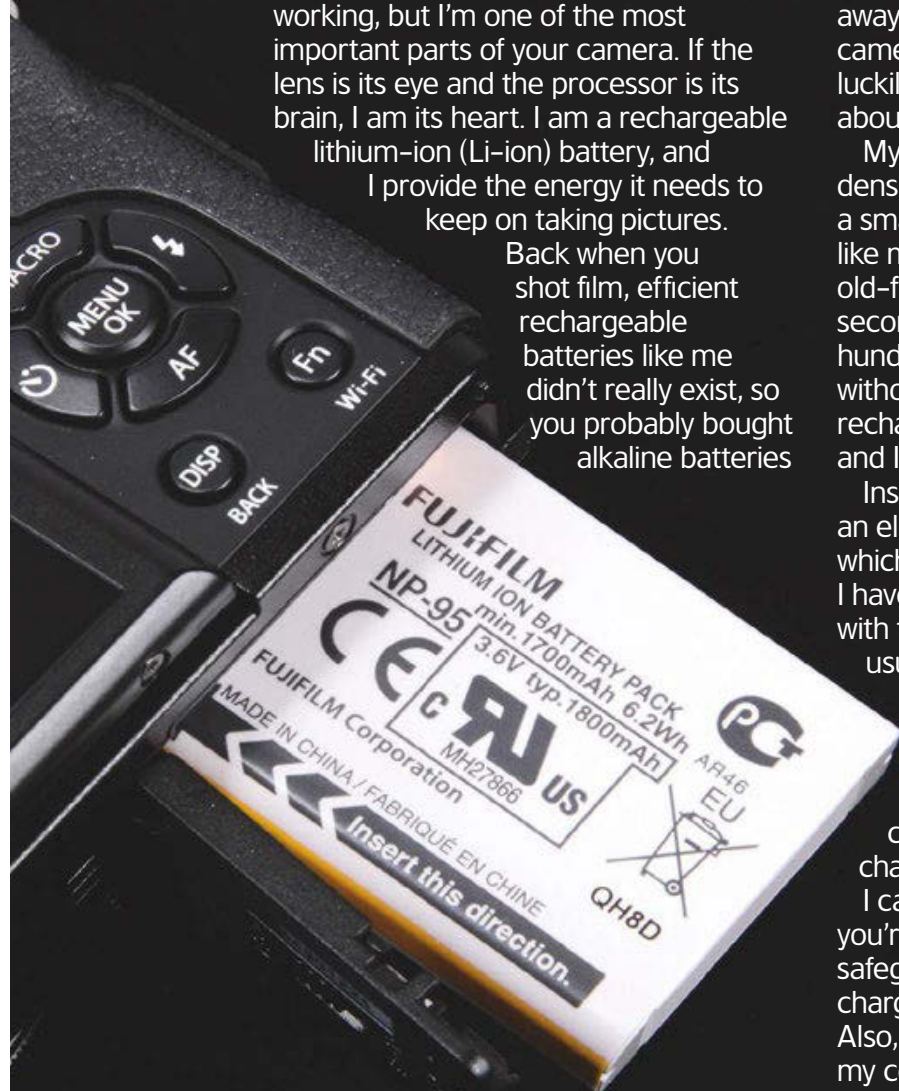 working, but I'm one of the most
important parts of your camera. If the
lens is its eye and the processor is its
brain, I am its heart. I am a rechargeable
lithium-ion (Li-ion) battery, and
I provide the energy it needs to
keep on taking pictures.
Back when you
shot film, efficient
rechargeable
batteries like me
didn't really exist, so
you probably bought
alkaline batteries
away
came
luckil
abou
My
dens
a sma
like n
old-f
secon
hund
witho
recha
and I
Ins
an el
which
I have
with t
usu
c
cha
I ca
you'r
safeg
charg
Also,
my c
ACRO
MENU
OK
AF
Fn
Wi-Fi
DISP
BACK
FUJIFILM
LITHIUM ION BATTERY PACK
NP-95 min.1700mAh 6.2Wh
3.6V typ.1800mAh
CE
C RU US
MH27866
PCT
AR46
EU
FUJIFILM Corporation
MADE IN CHINA / FABRIQUÉ EN CHINE
Insert this direction.
QH8D